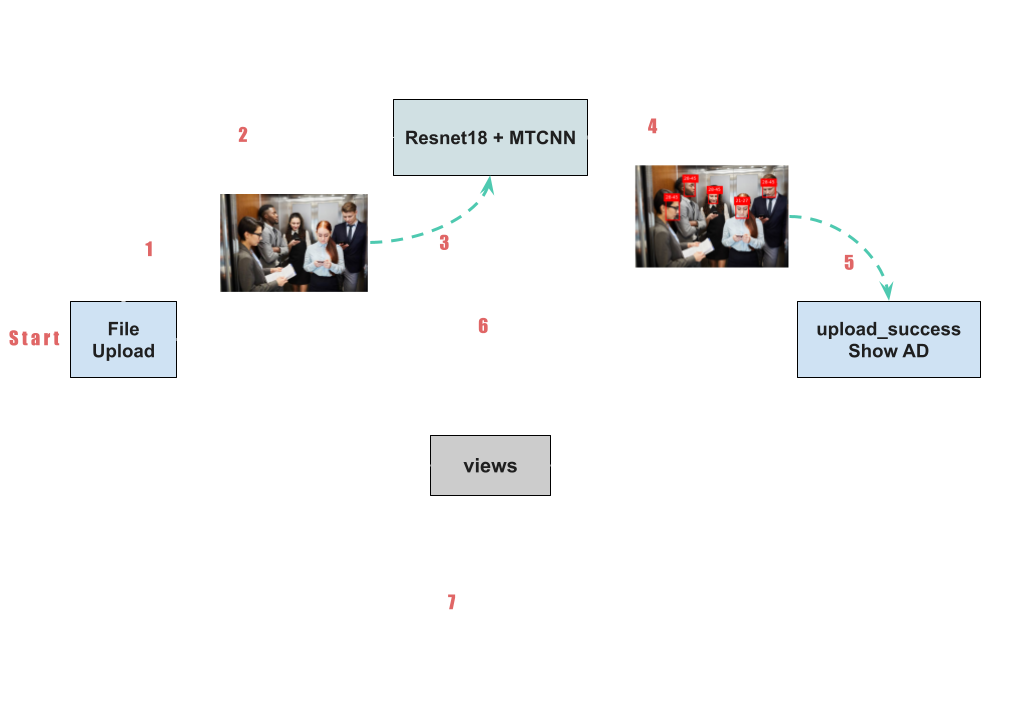 2
Resnet18 + MTCNN
4
1
3
5
Start
File
Upload
6
upload_success
Show AD
views
7